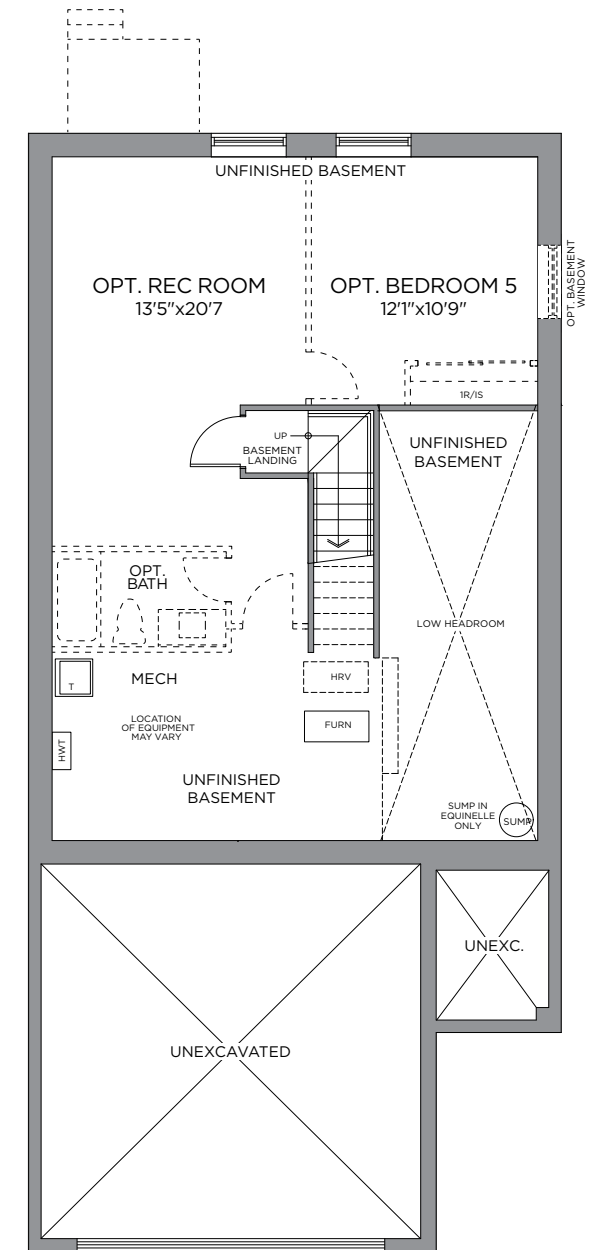 UNFINISHED BASEMENT
OPT. REC ROOM
13'5"x20'7
OPT. BEDROOM 5
12'1"x10'9"
OPT. BASEMENT
WINDOW
1R/1S
UP
BASEMENT
LANDING
UNFINISHED
BASEMENT
OPT.
BATH
LOW HEADROOM
T
MECH
HRV
LOCATION
OF EQUIPMENT
MAY VARY
FURN
HWT
UNFINISHED
BASEMENT
SUMP IN
EQUINELLE
ONLY
SUMP
UNEXC.
UNEXCAVATED